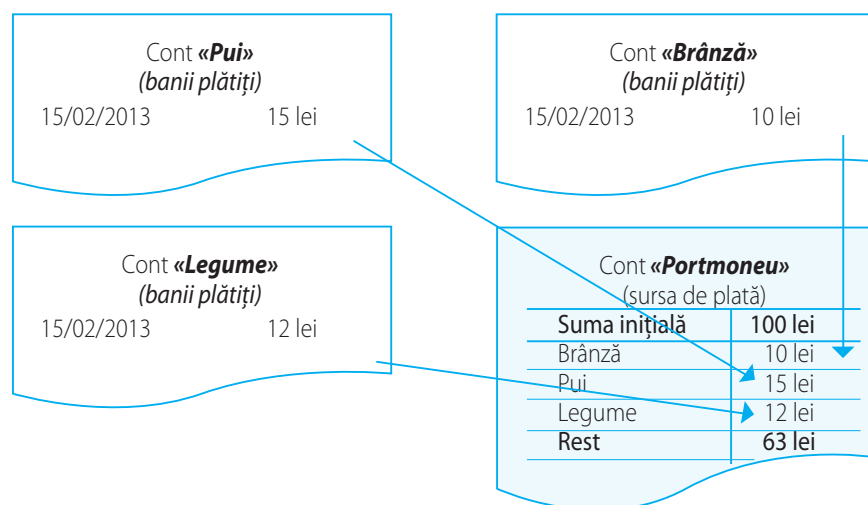 Cont «Pui»
(banii plătiți)
15/02/2013 15 lei
Cont «Brânză»
(banii plătiți)
15/02/2013 10 lei
Cont «Legume»
(banii plătiți)
15/02/2013 12 lei
Cont «Portmoneu»
(sursa de plată)
Suma inițială 100 lei
Brânză 10 lei
Pui 15 lei
Legume 12 lei
Rest 63 lei